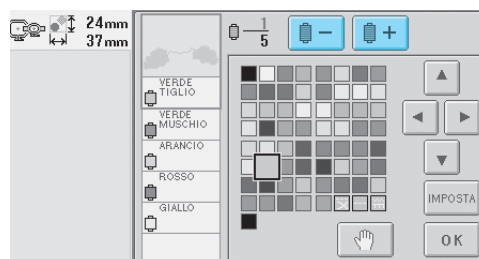 24mm
37mm
1
5
−
+
VERDE
TIGLIO
VERDE
MUSCHIO
ARANCIO
ROSSO
GIALLO
IMPOSTA
OK